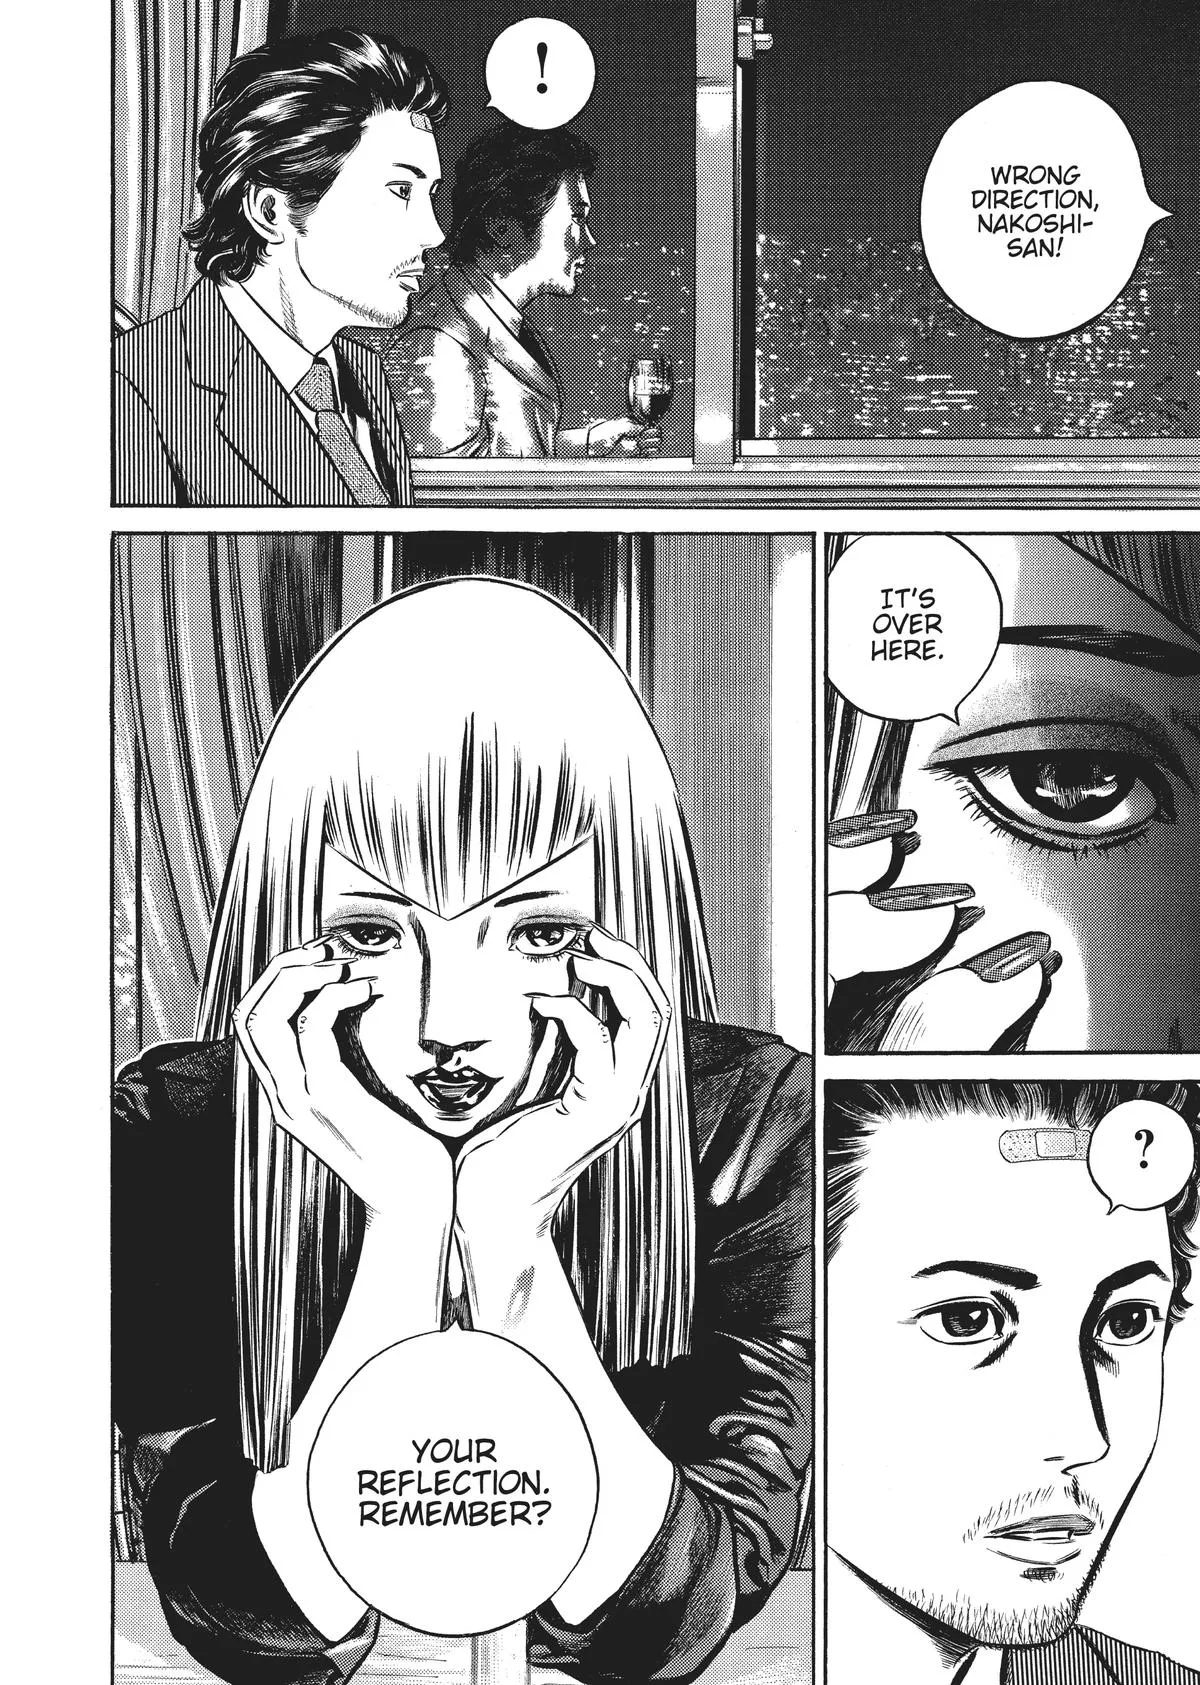 !
WRONG
DIRECTION,
NAKOSHI-
SAN!
IT'S
OVER
HERE.
YOUR
REFLECTION.
REMEMBER?
?